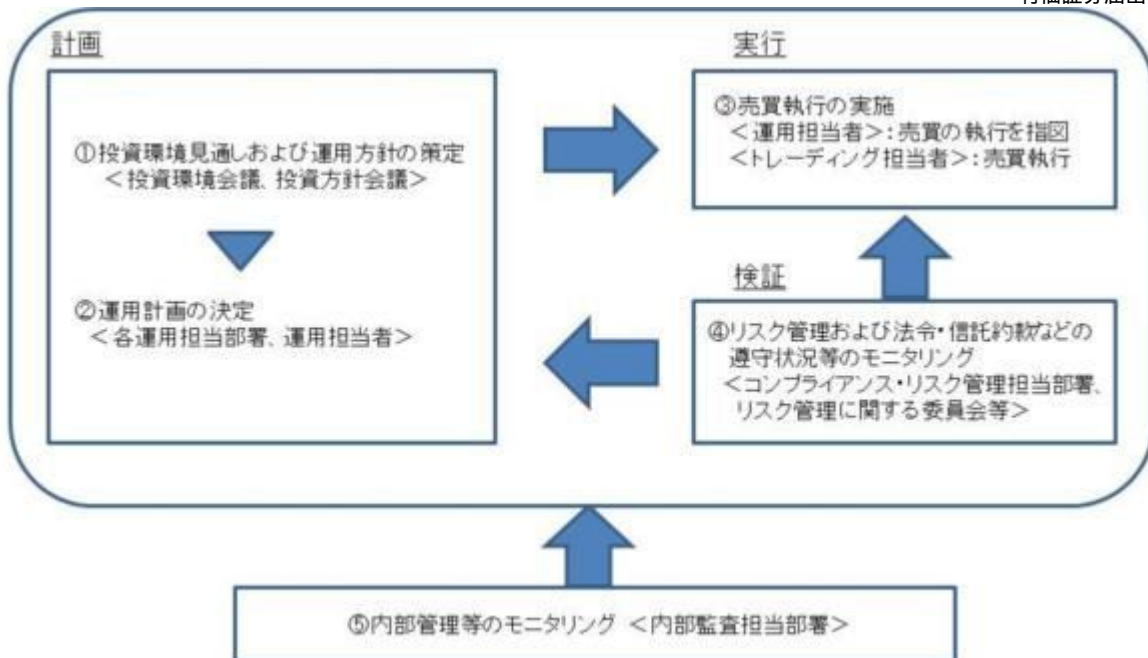 計画
①投資環境見通しおよび運用方針の策定
<投資環境会議、投資方針会議>
②運用計画の決定
<各運用担当部署、運用担当者>
実行
③売買執行の実施
<運用担当者>:売買の執行を指図
<トレーディング担当者>:売買執行
検証
④リスク管理および法令・信託約款などの
遵守状況等のモニタリング
<コンプライアンス・リスク管理担当部署、
リスク管理に関する委員会等>
⑤内部管理等のモニタリング <内部監査担当部署>